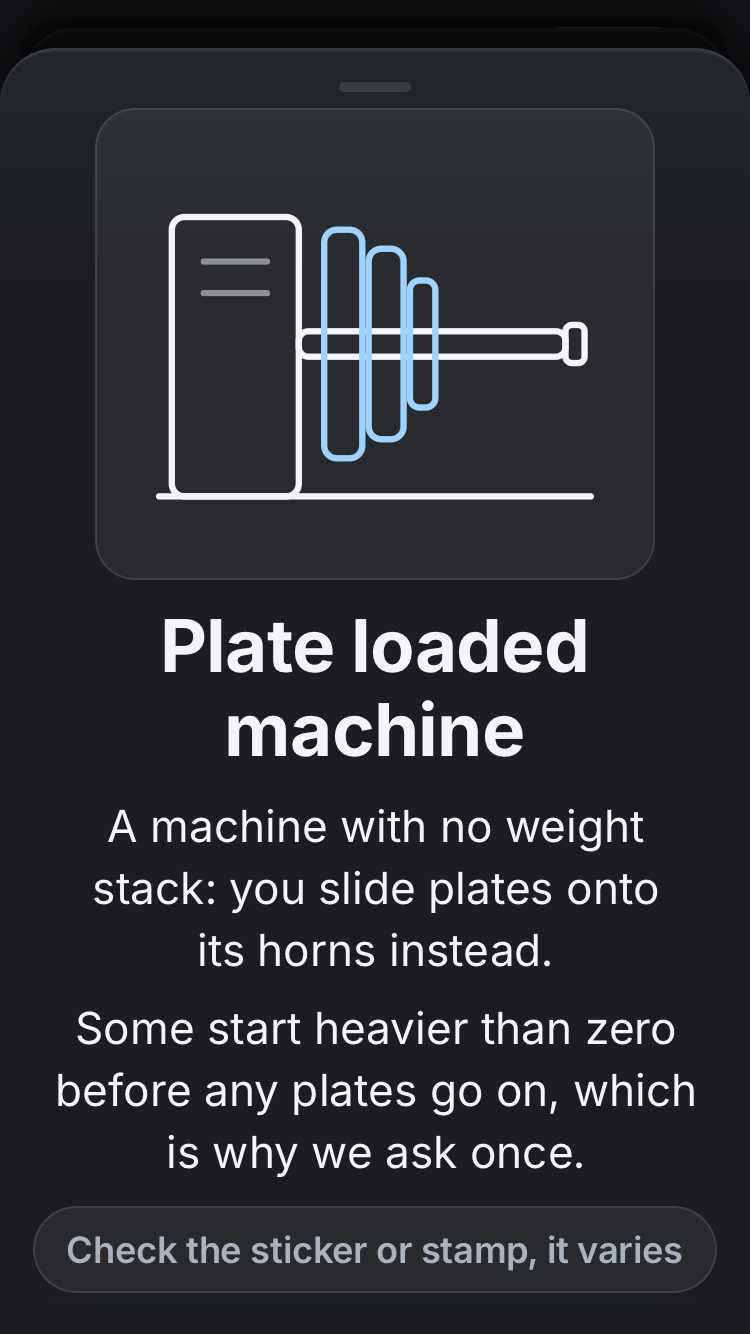 Plate loaded
machine
A machine with no weight
stack: you slide plates onto
its horns instead.
Some start heavier than zero
before any plates go on, which
is why we ask once.
Check the sticker or stamp, it varies